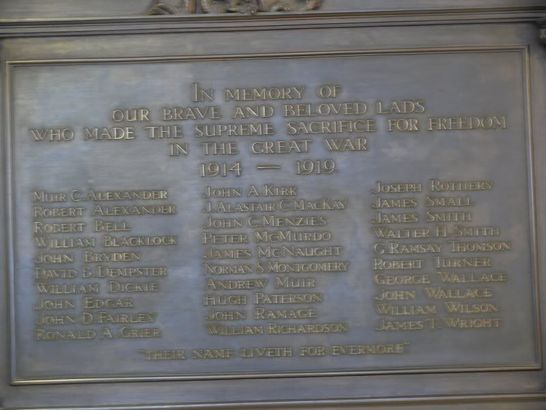 IN MEMORY OF
OUR BRAVE AND BELOVED LADS
WHO MADE THE SUPREME SACRIFICE FOR FREEDOM
IN THE GREAT WAR
1914 — 1919
MUIR C. ALEXANDER
ROBERT ALEXANDER
ROBERT BELL
WILLIAM BLACKLOCK
JOHN BRYDEN
DAVID S. DEMPSTER
WILLIAM DICKIE
JOHN EDGAR
JOHN D. FAIRLEY
RONALD A. GRIER
JOHN A. KIRK
J. ALASTAIR C. MACKAY
JOHN C. MENZIES
PETER MCMURDO
JAMES MCNAUGHT
NORMAN S. MONTGOMERY
ANDREW MUIR
HUGH PATERSON
JOHN RAMAGE
WILLIAM RICHARDSON
JOSEPH ROTHERY
JAMES SMALL
JAMES SMITH
WALTER H. SMITH
G. RAMSAY THOMSON
ROBERT TURNER
GEORGE WALLACE
JOHN WALLACE
WILLIAM WILSON
JAMES T. WRIGHT
"THEIR NAME LIVETH FOR EVERMORE"